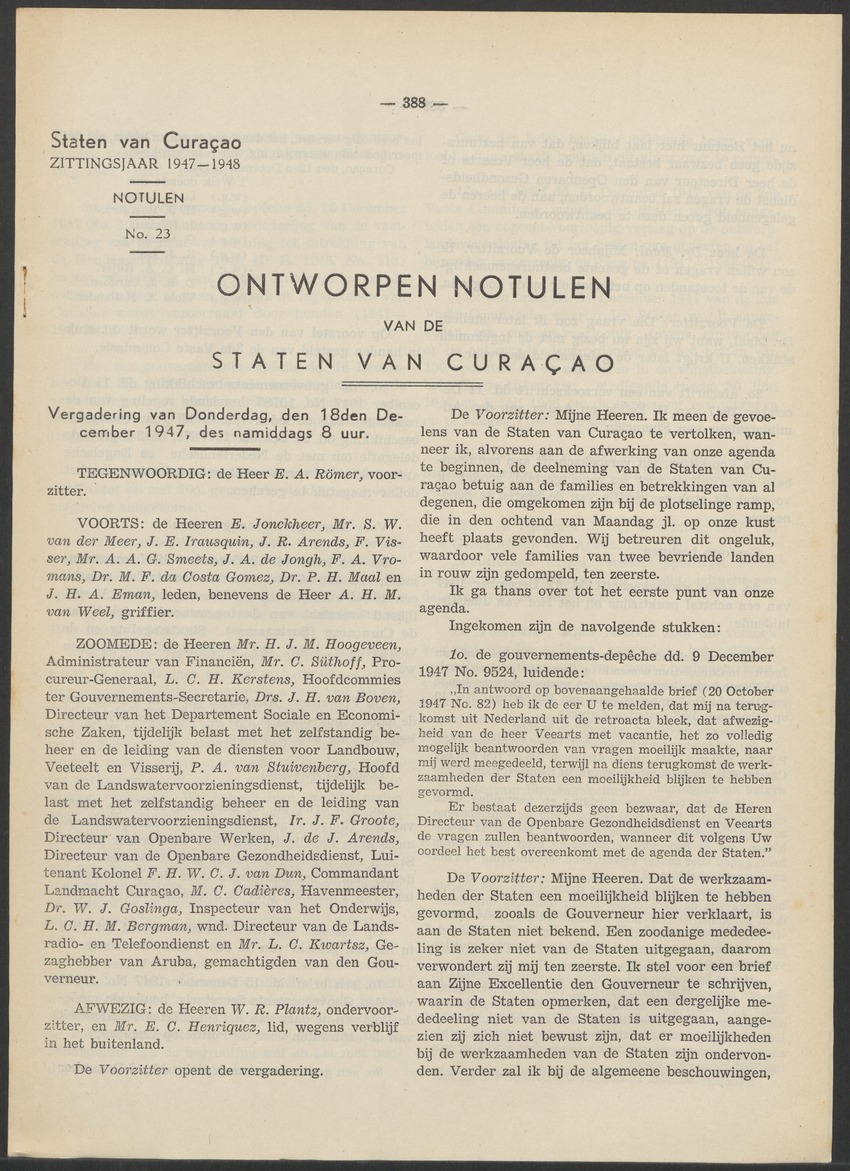 — 388 —
Staten van Curaçao
ZITTINGSJAAR 1947—1948
NOTULEN
No. 23
ONTWORPEN NOTULEN
VAN DE
STATEN VAN CURAÇAO
Vergadering van Donderdag, den 18den De-
cember 1947, des namiddags 8 uur.
TEGENWOORDIG: de Heer E. A. Römer, voor-
zitter.
VOORTS: de Heeren E. Jonckheer, Mr. S. W.
van der Meer, J. E. Irausquin, J. R. Arends, F. Vis-
ser, Mr. A. A. G. Smeets, J. A. de Jongh, F. A. Vro-
mans, Dr. M. F. da Costa Gomez, Dr. P. H. Maal en
J. H. A. Eman, leden, benevens de Heer A. H. M.
van Weel, griffier.
ZOOMEDE: de Heeren Mr. H. J. M. Hoogeveen,
Administrateur van Financiën, Mr. C. Süthoff, Pro-
cureur-Generaal, L. C. H. Kerstens, Hoofdcommies
ter Gouvernements-Secretarie, Drs. J. H. van Boven,
Directeur van het Departement Sociale en Economi-
sche Zaken, tijdelijk belast met het zelfstandig be-
heer en de leiding van de diensten voor Landbouw,
Veeteelt en Visserij, P. A. van Stuivenberg, Hoofd
van de Landswatervoorzieningsdienst, tijdelijk be-
last met het zelfstandig beheer en de leiding van
de Landswatervoorzieningsdienst, Ir. J. F. Groote,
Directeur van Openbare Werken, J. de J. Arends,
Directeur van de Openbare Gezondheidsdienst, Lui-
tenant Kolonel F. H. W. C. J. van Dun, Commandant
Landmacht Curaçao, M. C. Cadières, Havenmeester,
Dr. W. J. Goslinga, Inspecteur van het Onderwijs,
L. C. H. M. Bergman, wnd. Directeur van de Lands-
radio- en Telefoondienst en Mr. L. C. Kwartsz, Ge-
zaghebber van Aruba, gemachtigden van den Gou-
verneur.
AFWEZIG: de Heeren W. R. Plantz, ondervoor-
zitter, en Mr. E. C. Henriquez, lid, wegens verblijf
in het buitenland.
De Voorzitter opent de vergadering.
De Voorzitter: Mijne Heeren. Ik meen de gevoe-
lens van de Staten van Curaçao te vertolken, wan-
neer ik, alvorens aan de afwerking van onze agenda
te beginnen, de deelneming van de Staten van Cu-
raçao betuig aan de families en betrekkingen van al
degenen, die omgekomen zijn bij de plotselinge ramp,
die in den ochtend van Maandag jl. op onze kust
heeft plaats gevonden. Wij betreuren dit ongeluk,
waardoor vele families van twee bevriende landen
in rouw zijn gedompeld, ten zeerste.
Ik ga thans over tot het eerste punt van onze
agenda.
Ingekomen zijn de navolgende stukken:
1o. de gouvernements-depêche dd. 9 December
1947 No. 9524, luidende:
„In antwoord op bovenaangehaalde brief (20 October
1947 No. 82) heb ik de eer U te melden, dat mij na terug-
komst uit Nederland uit de retroacta bleek, dat afwezig-
heid van de heer Veearts met vacantie, het zo volledig
mogelijk beantwoorden van vragen moeilijk maakte, naar
mij werd meegedeeld, terwijl na diens terugkomst de werk-
zaamheden der Staten een moeilijkheid blijken te hebben
gevormd.
Er bestaat dezerzijds geen bezwaar, dat de Heren
Directeur van de Openbare Gezondheidsdienst en Veearts
de vragen zullen beantwoorden, wanneer dit volgens Uw
oordeel het best overeenkomt met de agenda der Staten."
De Voorzitter: Mijne Heeren. Dat de werkzaam-
heden der Staten een moeilijkheid blijken te hebben
gevormd, zooals de Gouverneur hier verklaart, is
aan de Staten niet bekend. Een zoodanige mededee-
ling is zeker niet van de Staten uitgegaan, daarom
verwondert zij mij ten zeerste. Ik stel voor een brief
aan Zijne Excellentie den Gouverneur te schrijven,
waarin de Staten opmerken, dat een dergelijke me-
dedeeling niet van de Staten is uitgegaan, aange-
zien zij zich niet bewust zijn, dat er moeilijkheden
bij de werkzaamheden van de Staten zijn ondervon-
den. Verder zal ik bij de algemeene beschouwingen,